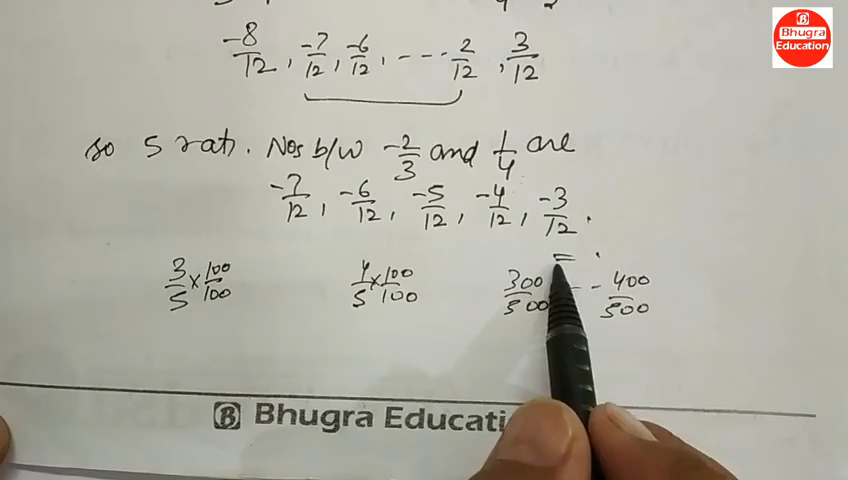 -8/12, -7/12, -6/12, ---- 2/12, 3/12
so 5 rati. Nos b/w -2/3 and 1/4 are
-7/12, -6/12, -5/12, -4/12, -3/12.
3/5 × 100/100 4/5 × 100/100 300/500 - - 400/500
B Bhugra Educati
B
Bhugra
Education